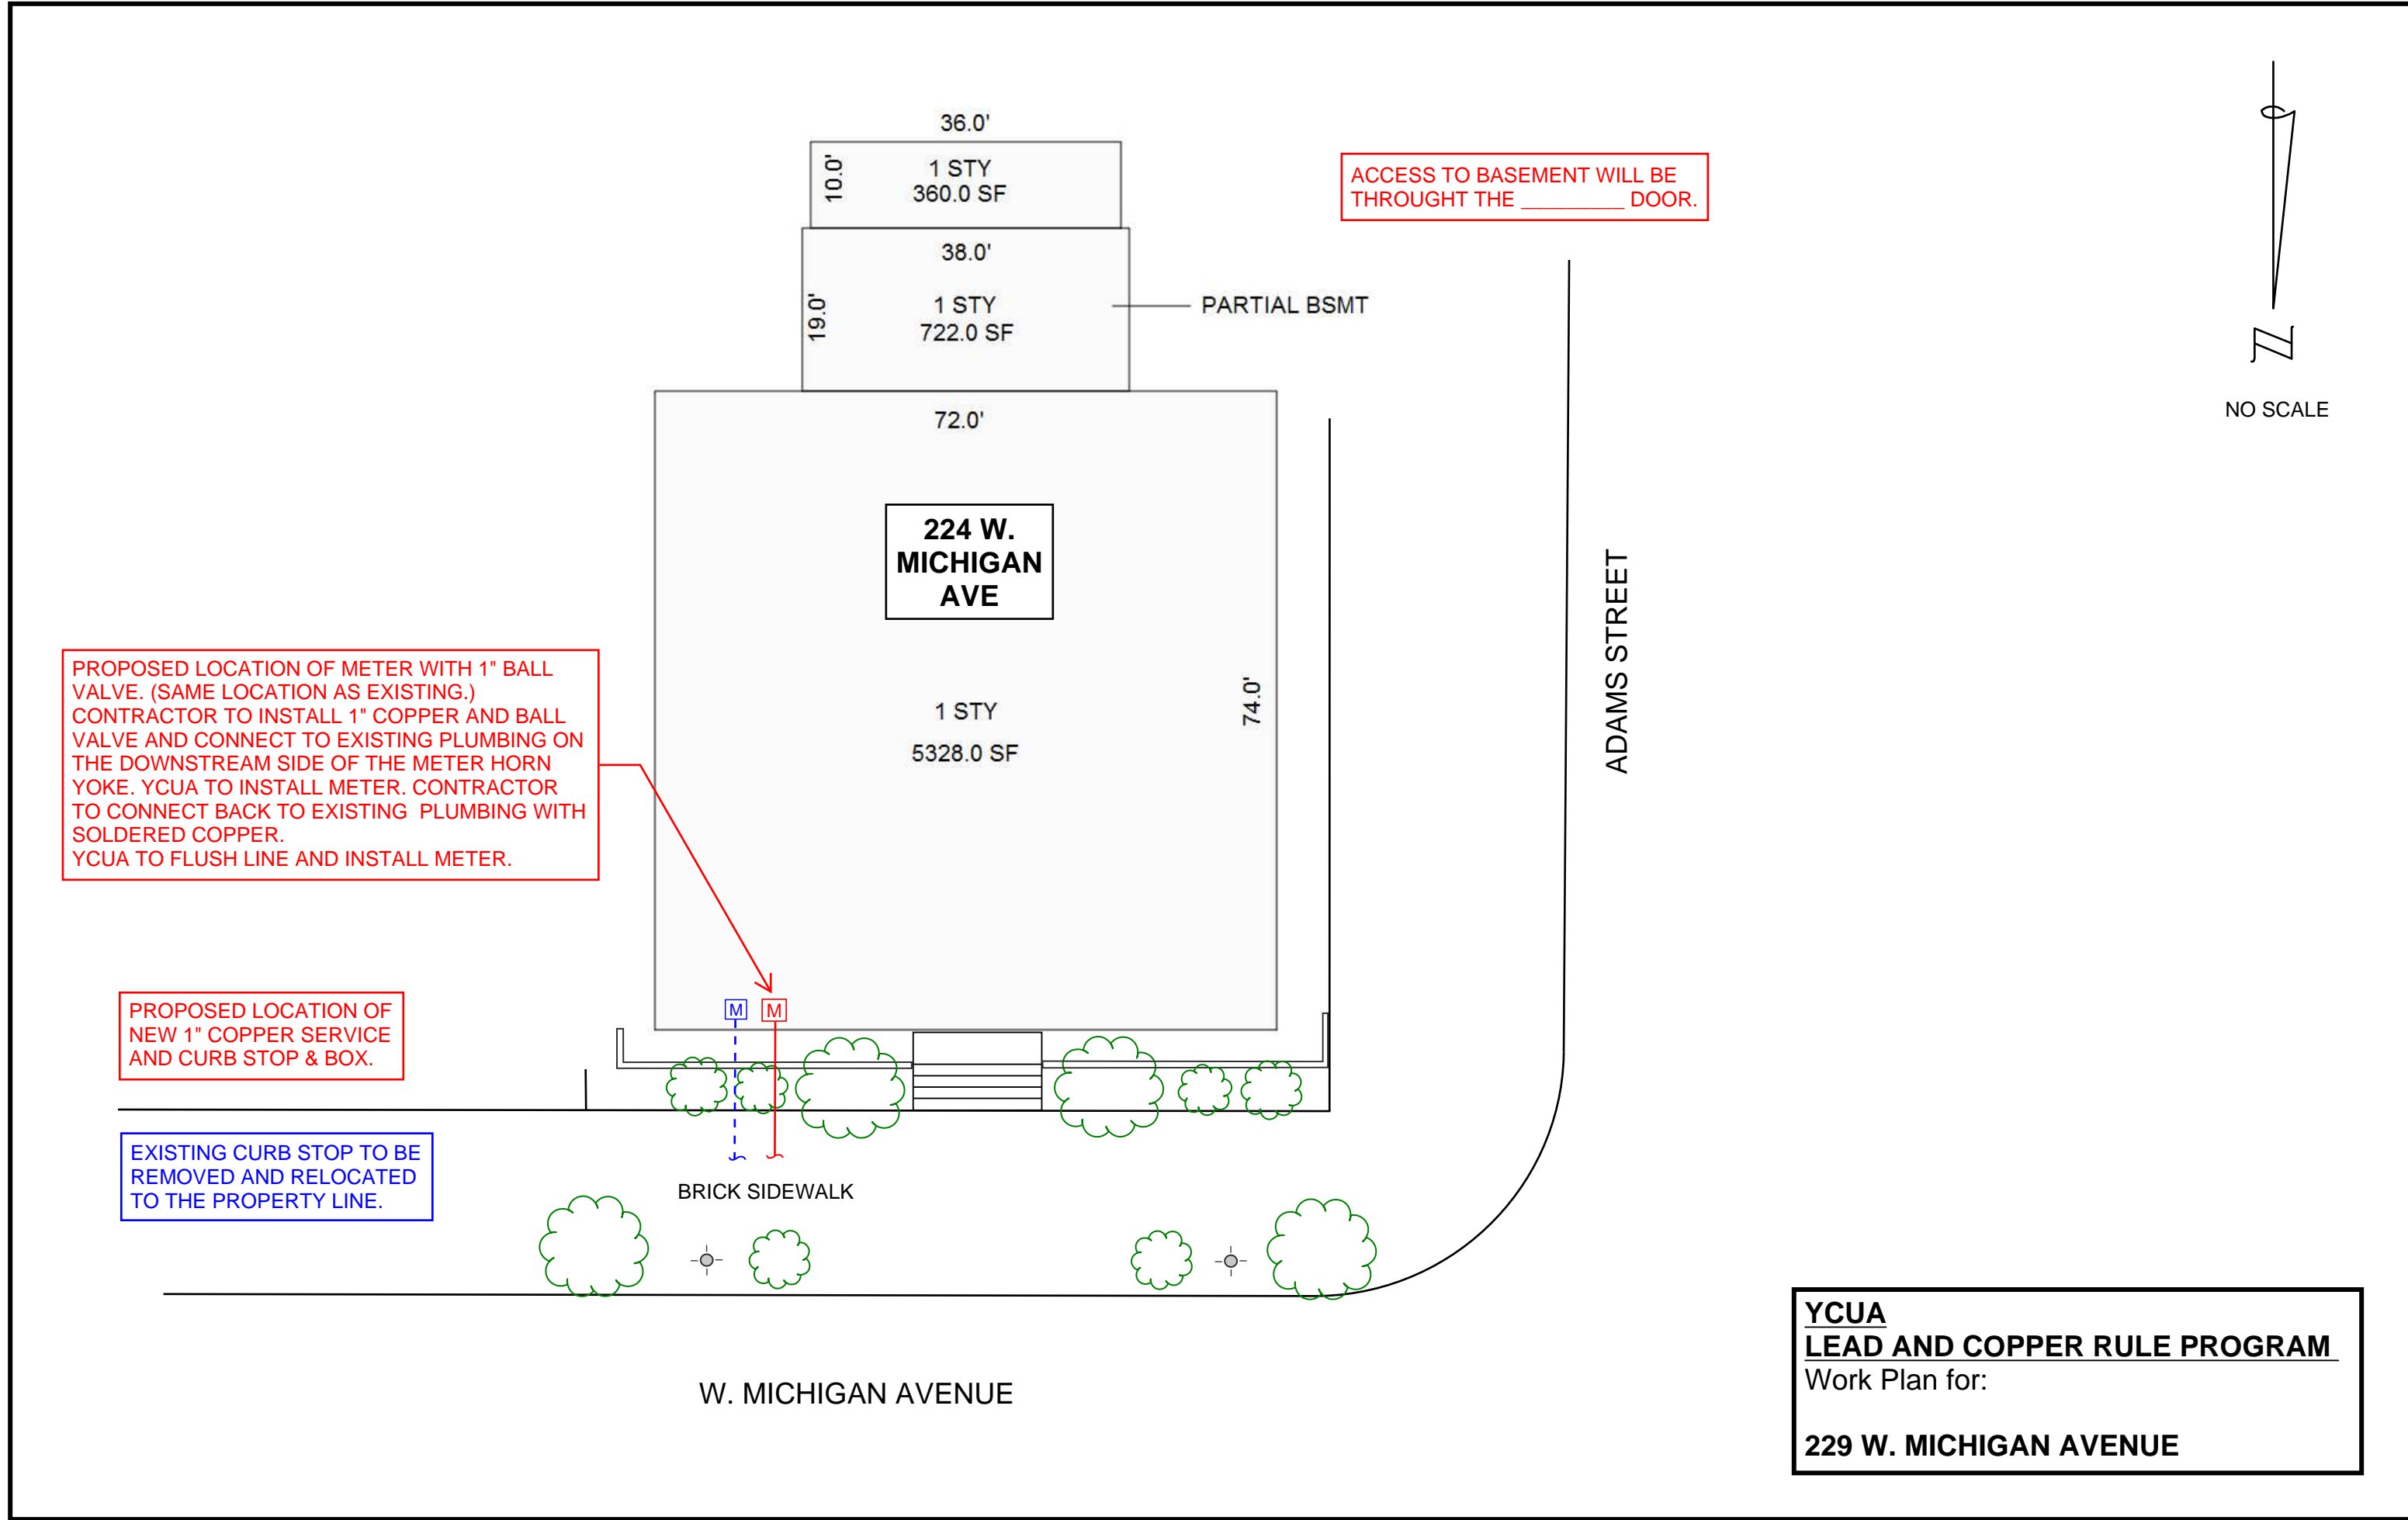 36.0'
10.0'
1 STY
360.0 SF
ACCESS TO BASEMENT WILL BE
THROUGHT THE _________ DOOR.
38.0'
19.0'
1 STY
722.0 SF
PARTIAL BSMT
N
NO SCALE
72.0'
224 W.
MICHIGAN
AVE
ADAMS STREET
PROPOSED LOCATION OF METER WITH 1" BALL
VALVE. (SAME LOCATION AS EXISTING.)
CONTRACTOR TO INSTALL 1" COPPER AND BALL
VALVE AND CONNECT TO EXISTING PLUMBING ON
THE DOWNSTREAM SIDE OF THE METER HORN
YOKE. YCUA TO INSTALL METER. CONTRACTOR
TO CONNECT BACK TO EXISTING  PLUMBING WITH
SOLDERED COPPER.
YCUA TO FLUSH LINE AND INSTALL METER.
1 STY
5328.0 SF
74.0'
PROPOSED LOCATION OF
NEW 1" COPPER SERVICE
AND CURB STOP & BOX.
M
M
EXISTING CURB STOP TO BE
REMOVED AND RELOCATED
TO THE PROPERTY LINE.
BRICK SIDEWALK
W. MICHIGAN AVENUE
YCUA
LEAD AND COPPER RULE PROGRAM
Work Plan for:
229 W. MICHIGAN AVENUE